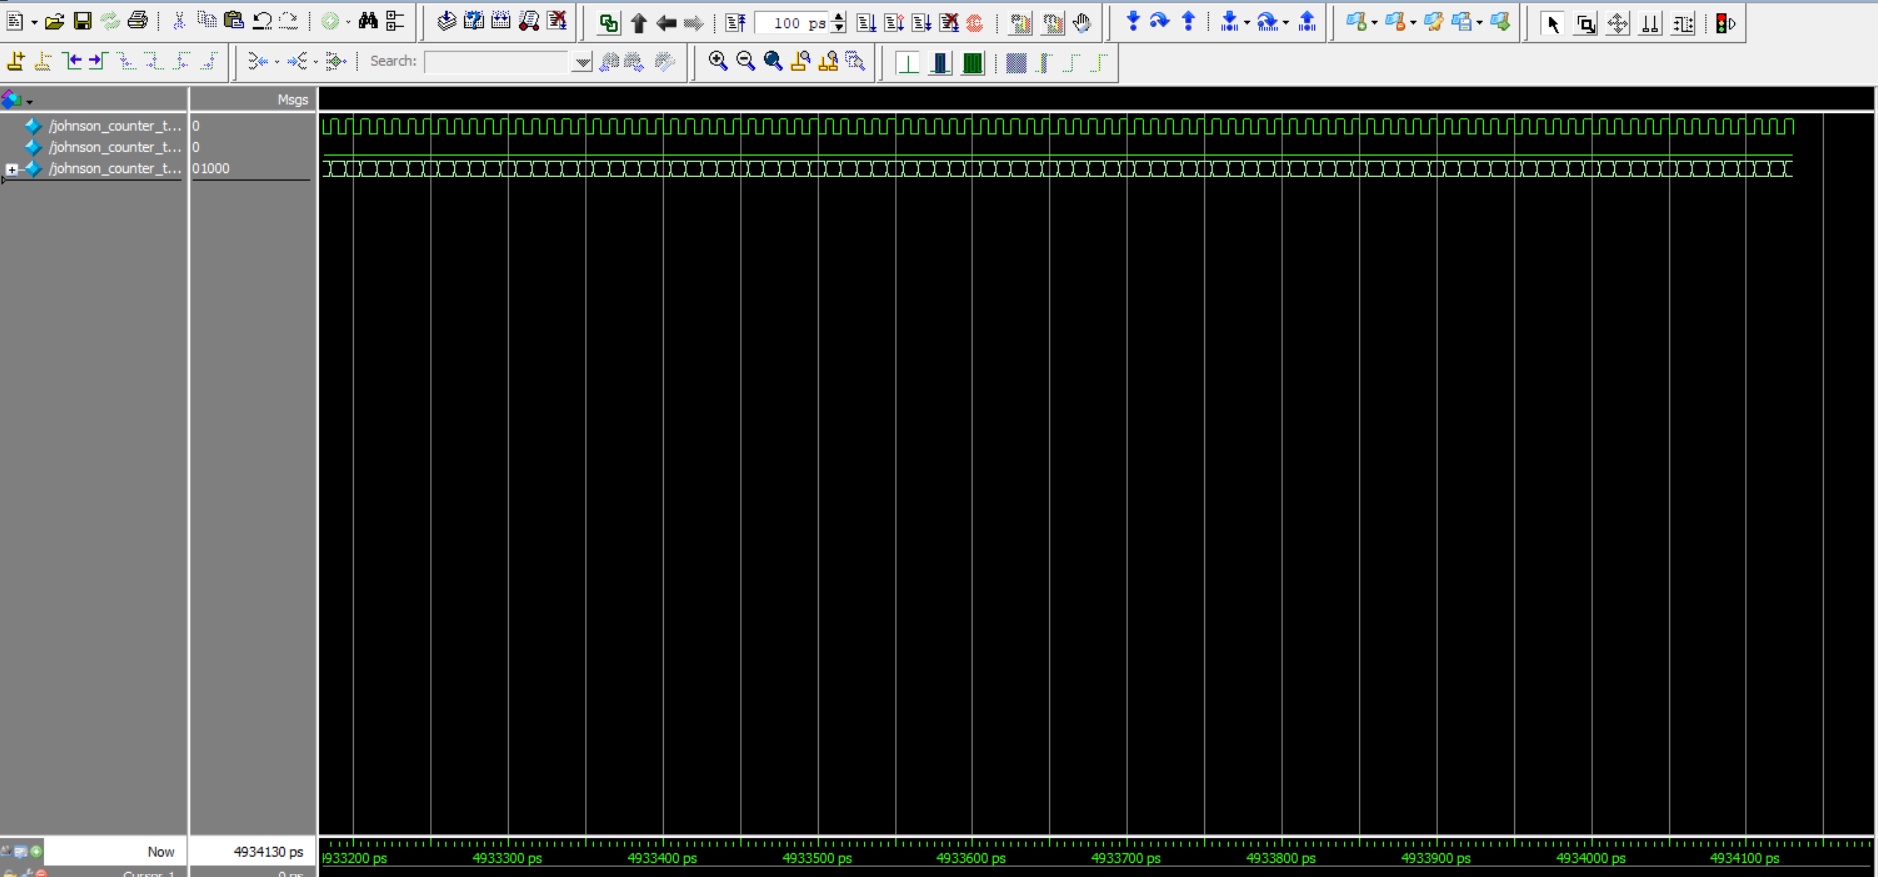 100 ps
Search:
Msgs
/johnson_counter_t... 0
/johnson_counter_t... 0
/johnson_counter_t... 01000
Now 4934130 ps
4933200 ps 4933300 ps 4933400 ps 4933500 ps 4933600 ps 4933700 ps 4933800 ps 4933900 ps 4934000 ps 4934100 ps
Cursor 1 0 ps